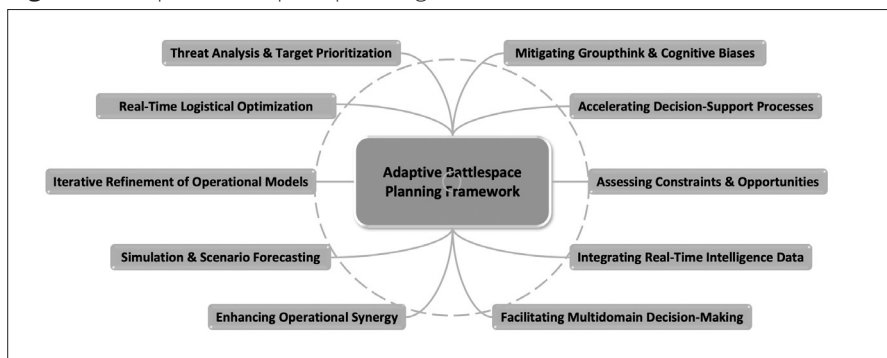 Threat Analysis & Target Prioritization
Mitigating Groupthink & Cognitive Biases
Real-Time Logistical Optimization
Accelerating Decision-Support Processes
Adaptive Battlespace
Planning Framework
Iterative Refinement of Operational Models
Assessing Constraints & Opportunities
Simulation & Scenario Forecasting
Integrating Real-Time Intelligence Data
Enhancing Operational Synergy
Facilitating Multidomain Decision-Making